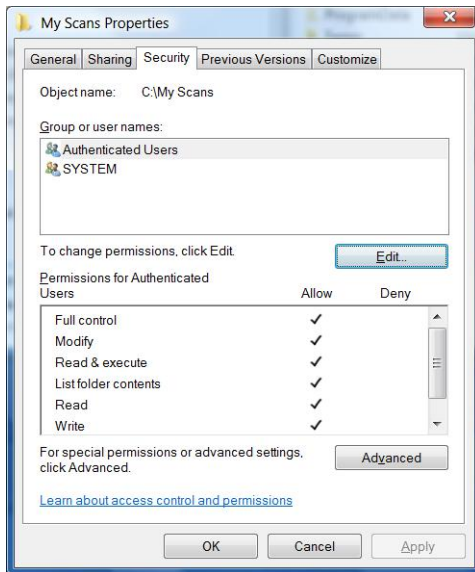 My Scans Properties
General Sharing Security Previous Versions Customize
Object name: C:\My Scans
Group or user names:
Authenticated Users
SYSTEM
To change permissions, click Edit.
Edit...
Permissions for Authenticated
Users Allow Deny
Full control
Modify
Read & execute
List folder contents
Read
Write
For special permissions or advanced settings,
click Advanced.
Advanced
Learn about access control and permissions
OK Cancel Apply